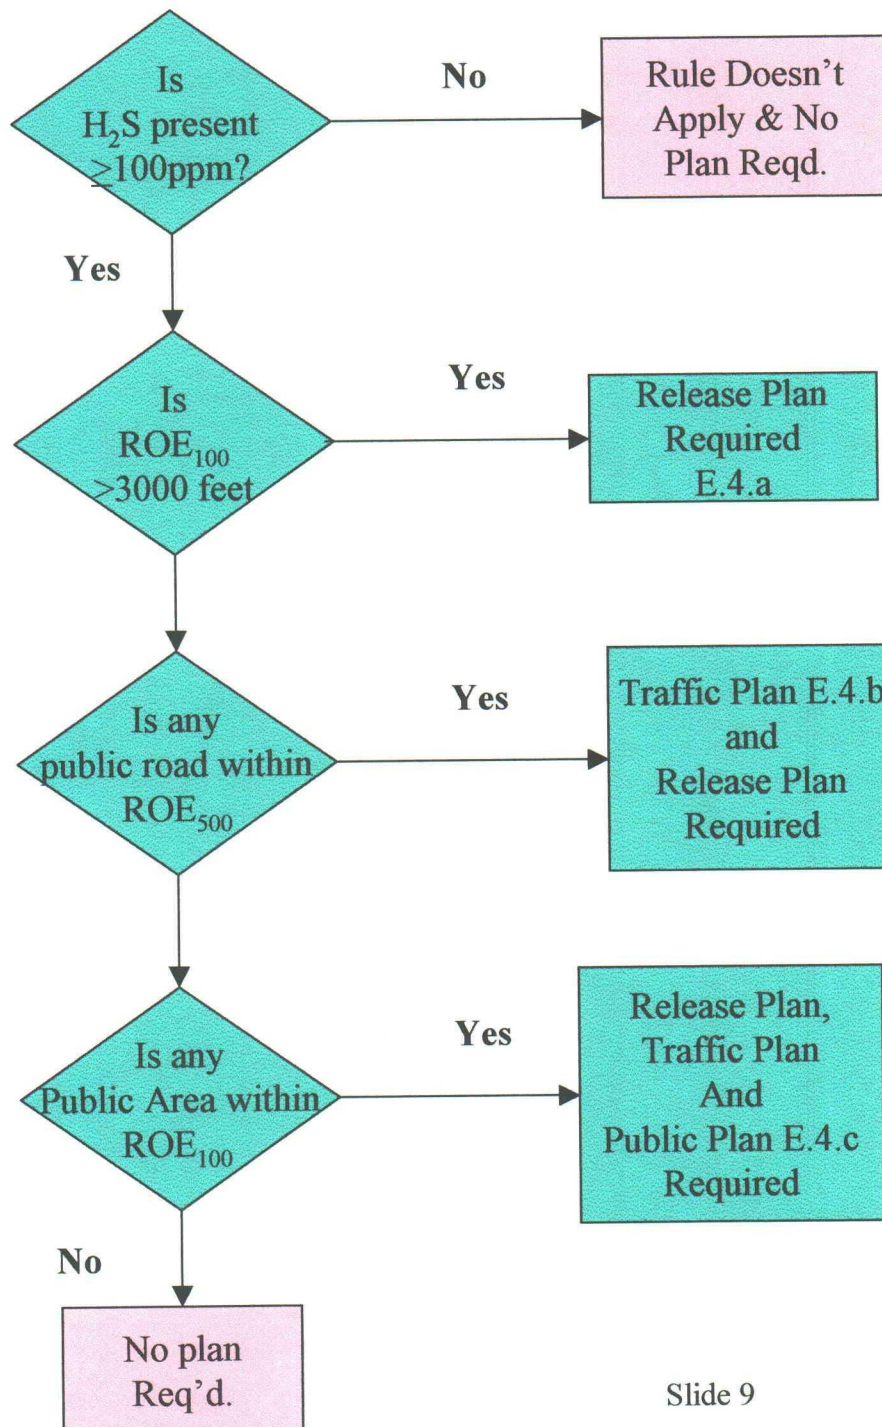 Is
H₂S present
≥100ppm?
No
Rule Doesn't
Apply & No
Plan Reqd.
Yes
Is
ROE₁₀₀
>3000 feet
Yes
Release Plan
Required
E.4.a
Is any
public road within
ROE₅₀₀
Yes
Traffic Plan E.4.b
and
Release Plan
Required
Is any
Public Area within
ROE₁₀₀
Yes
Release Plan,
Traffic Plan
And
Public Plan E.4.c
Required
No
No plan
Req'd.
Slide 9